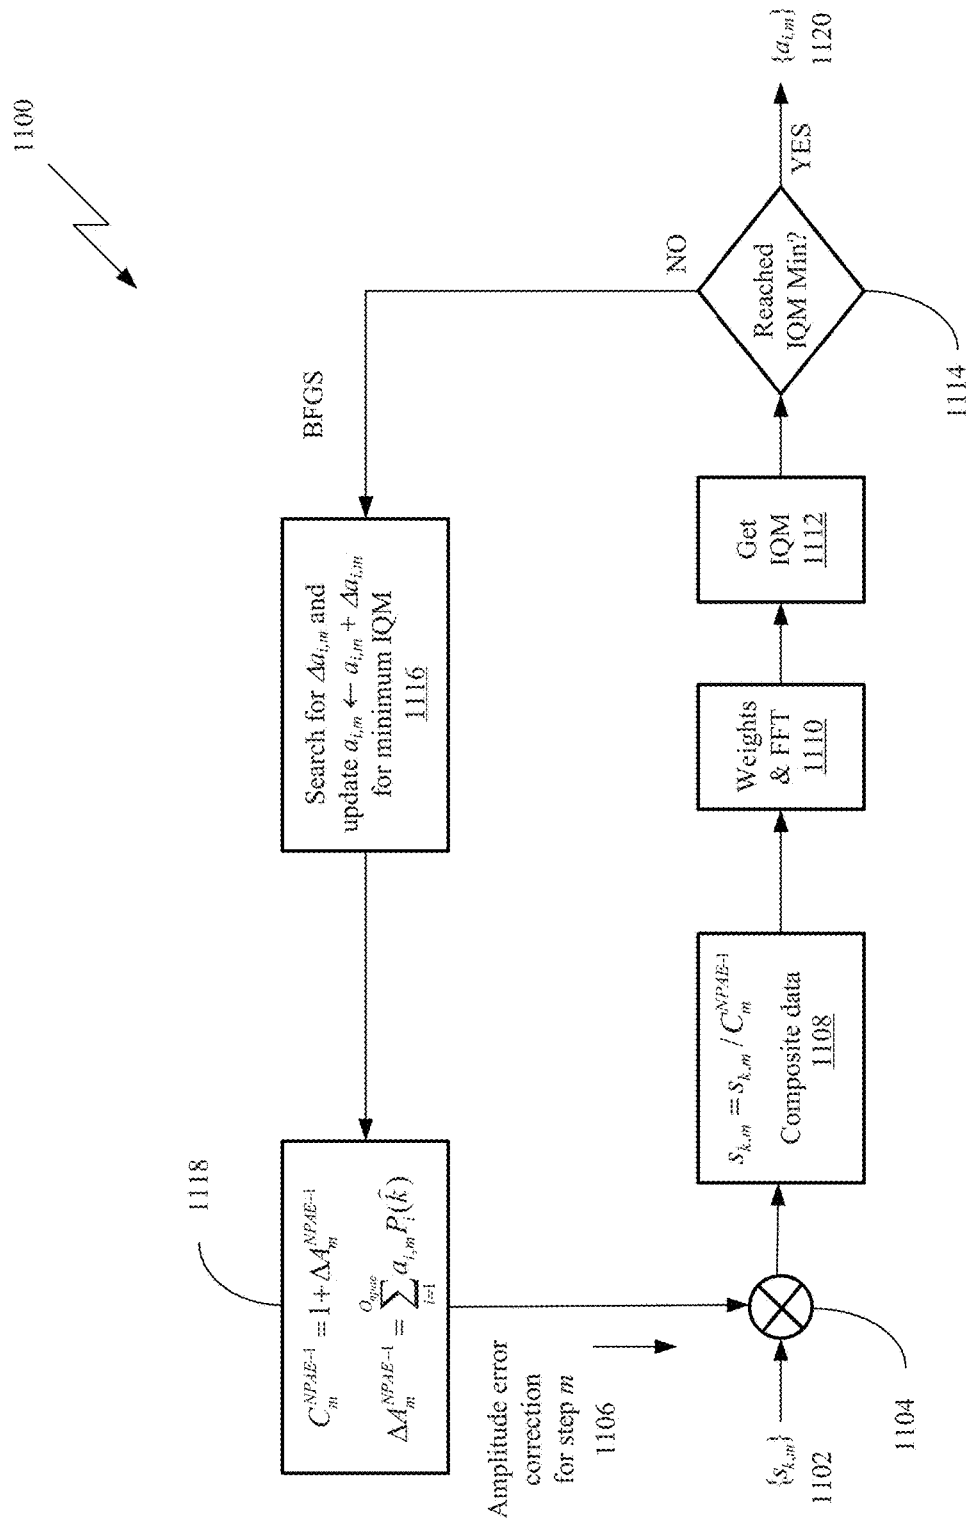 1100
1118
C_m^{NPAE-1} = 1 + ΔA_m^{NPAE-1}
ΔA_m^{NPAE-1} = \sum_{i=1}^{O_{npae}} a_{i,m} P_i(\hat{k})
Search for Δa_{i,m} and
update a_{i,m} ← a_{i,m} + Δa_{i,m}
for minimum IQM
1116
BFGS
NO
Amplitude error
correction
for step m
1106
{s_{k,m}}
1102
1104
s_{k,m} = s_{k,m} / C_m^{NPAE-1}
Composite data
1108
Weights
& FFT
1110
Get
IQM
1112
Reached
IQM Min?
1114
YES
{a_{i,m}}
1120